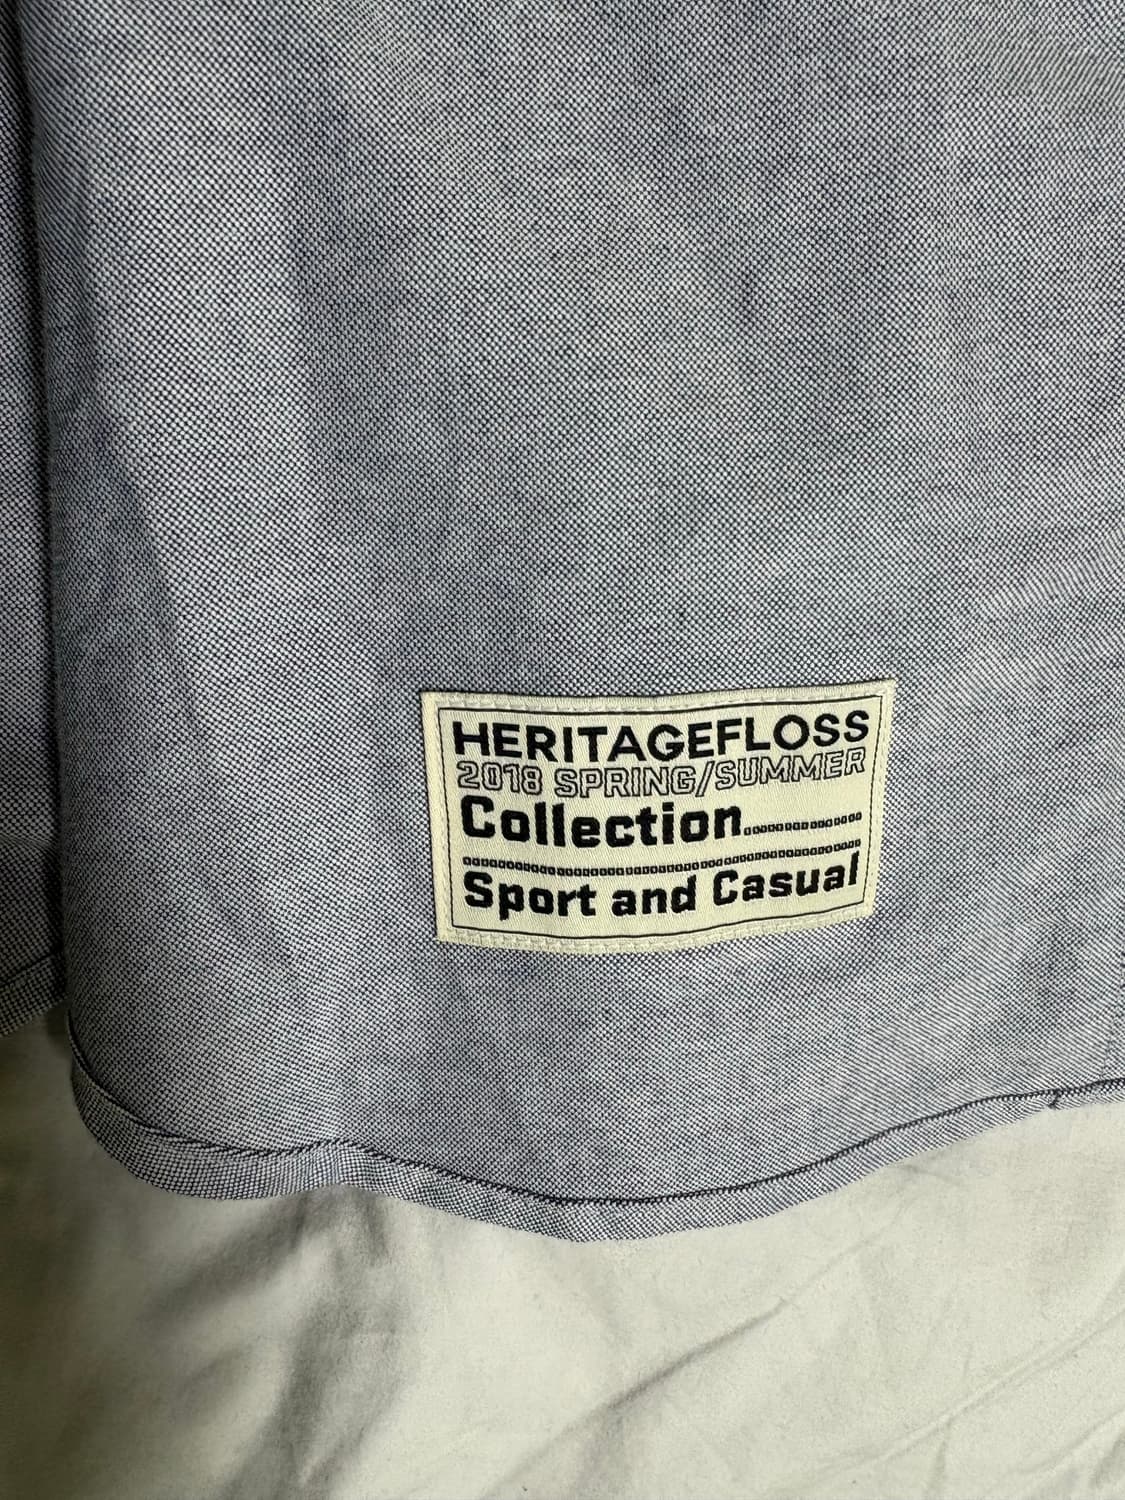 HERITAGEFLOSS
2018 SPRING/SUMMER
Collection................
........................................
Sport and Casual